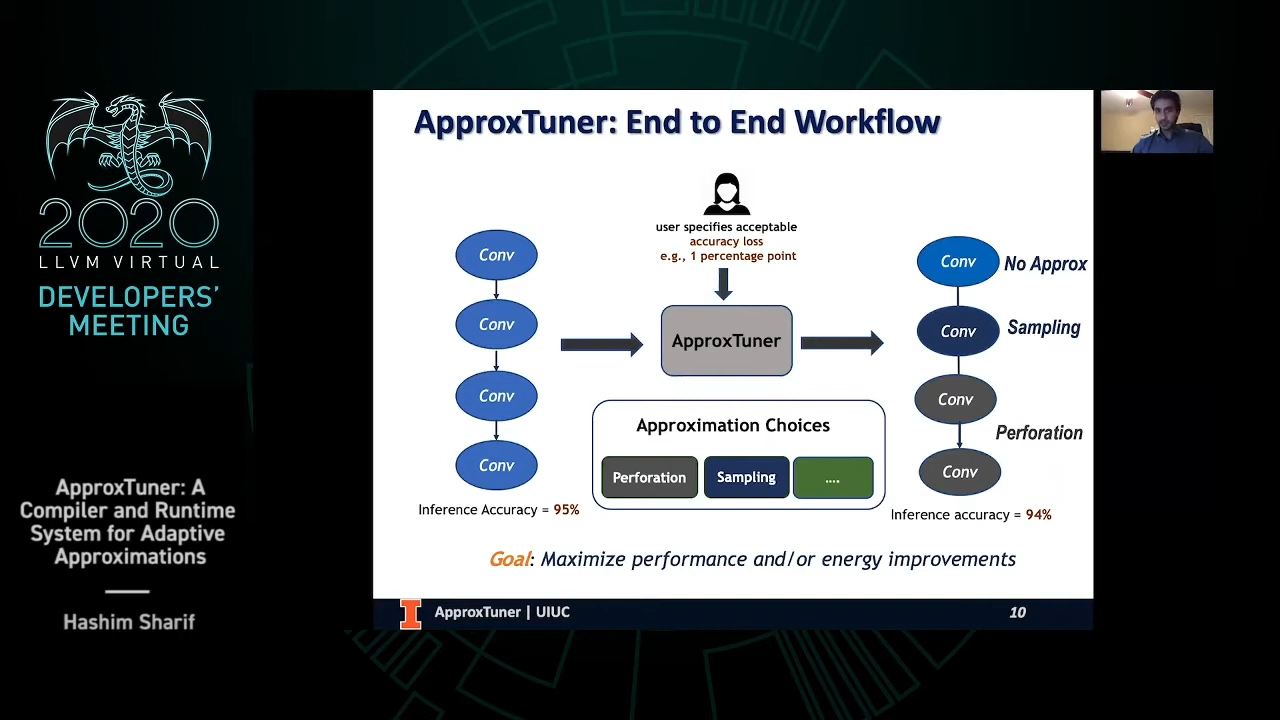 2020
LLVM VIRTUAL
DEVELOPERS'
MEETING
ApproxTuner: A
Compiler and Runtime
System for Adaptive
Approximations
Hashim Sharif
ApproxTuner: End to End Workflow
user specifies acceptable
accuracy loss
e.g., 1 percentage point
Conv
Conv
Conv
Conv
Inference Accuracy = 95%
ApproxTuner
Approximation Choices
Perforation
Sampling
....
Conv
No Approx
Conv
Sampling
Conv
Perforation
Conv
Inference accuracy = 94%
Goal: Maximize performance and/or energy improvements
I
ApproxTuner | UIUC
10